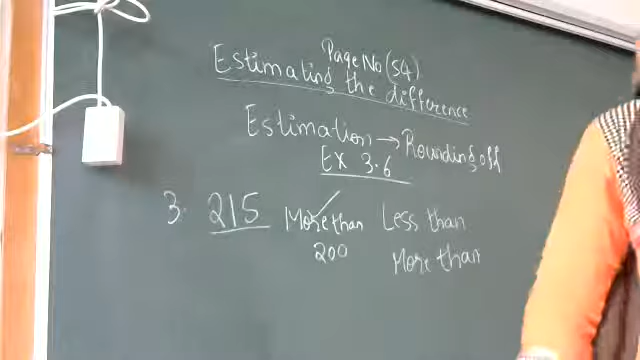 Page No (54)
Estimating the difference
Estimation → Rounding off
Ex 3.6
3. 215 More than Less than
200 More than